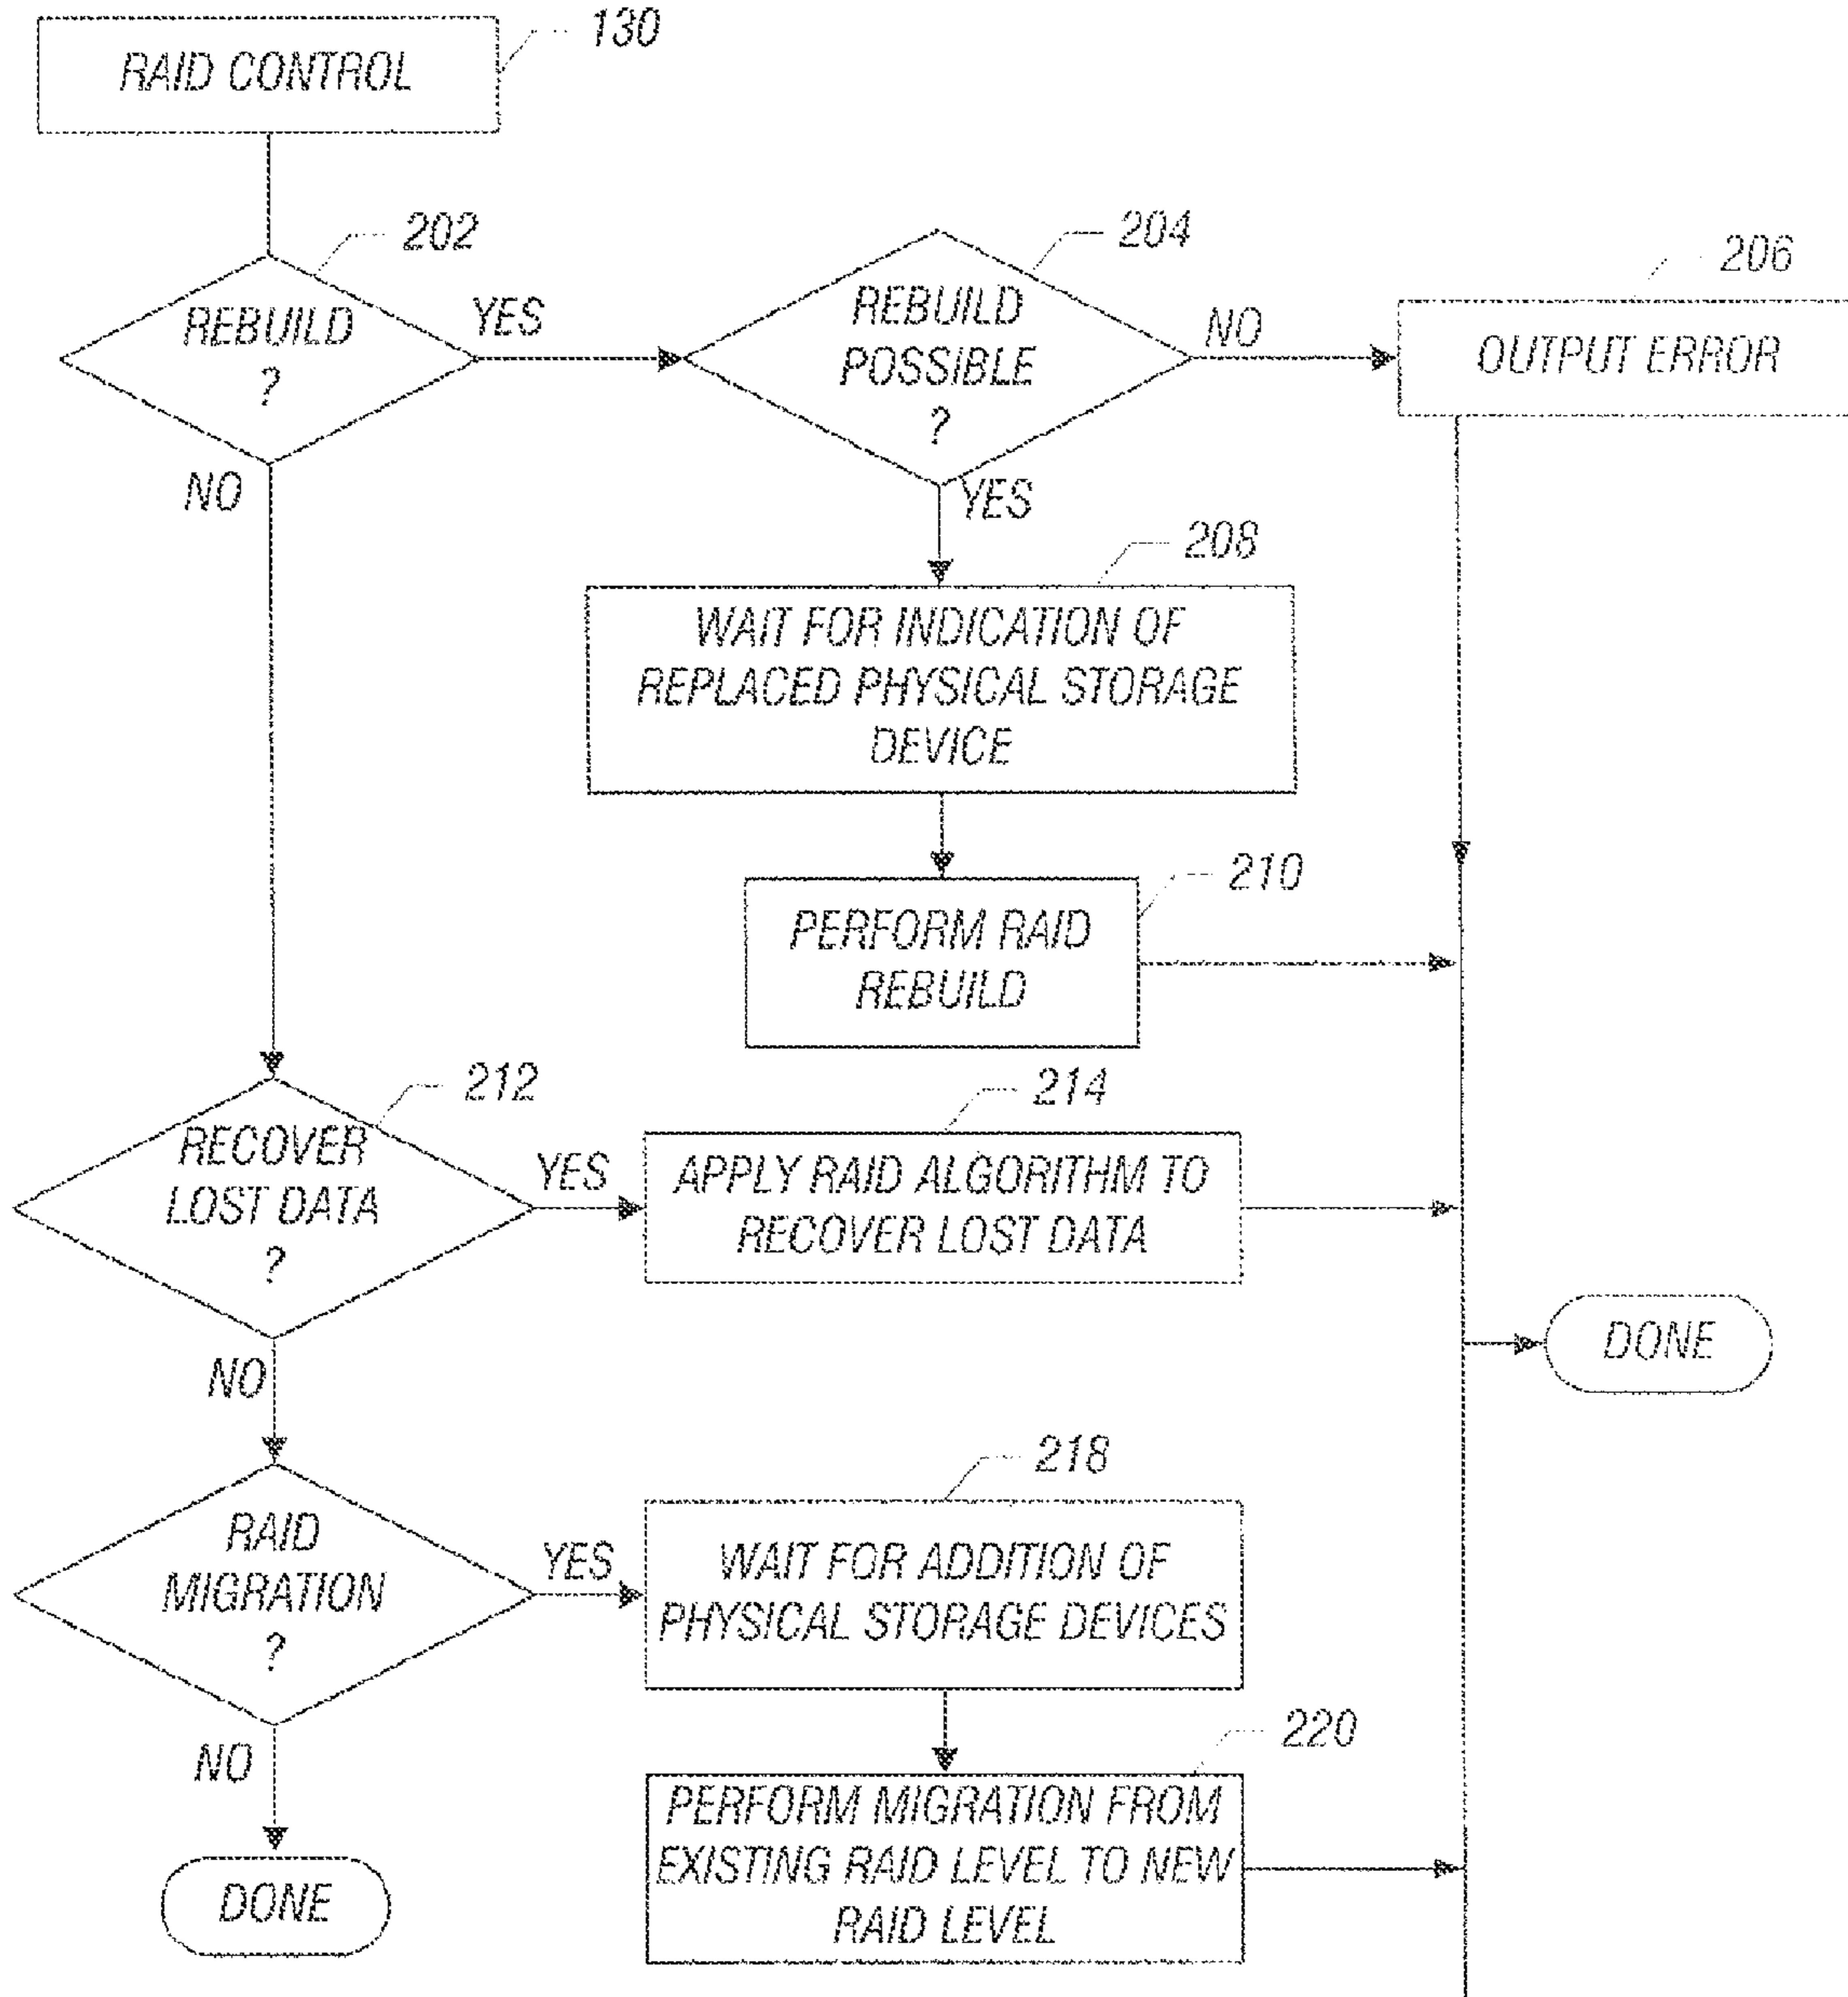 130
RAID CONTROL
202
REBUILD
?
YES
NO
204
REBUILD
POSSIBLE
?
NO
YES
206
OUTPUT ERROR
208
WAIT FOR INDICATION OF
REPLACED PHYSICAL STORAGE
DEVICE
210
PERFORM RAID
REBUILD
212
RECOVER
LOST DATA
?
YES
NO
214
APPLY RAID ALGORITHM TO
RECOVER LOST DATA
DONE
RAID
MIGRATION
?
YES
NO
218
WAIT FOR ADDITION OF
PHYSICAL STORAGE DEVICES
220
PERFORM MIGRATION FROM
EXISTING RAID LEVEL TO NEW
RAID LEVEL
DONE